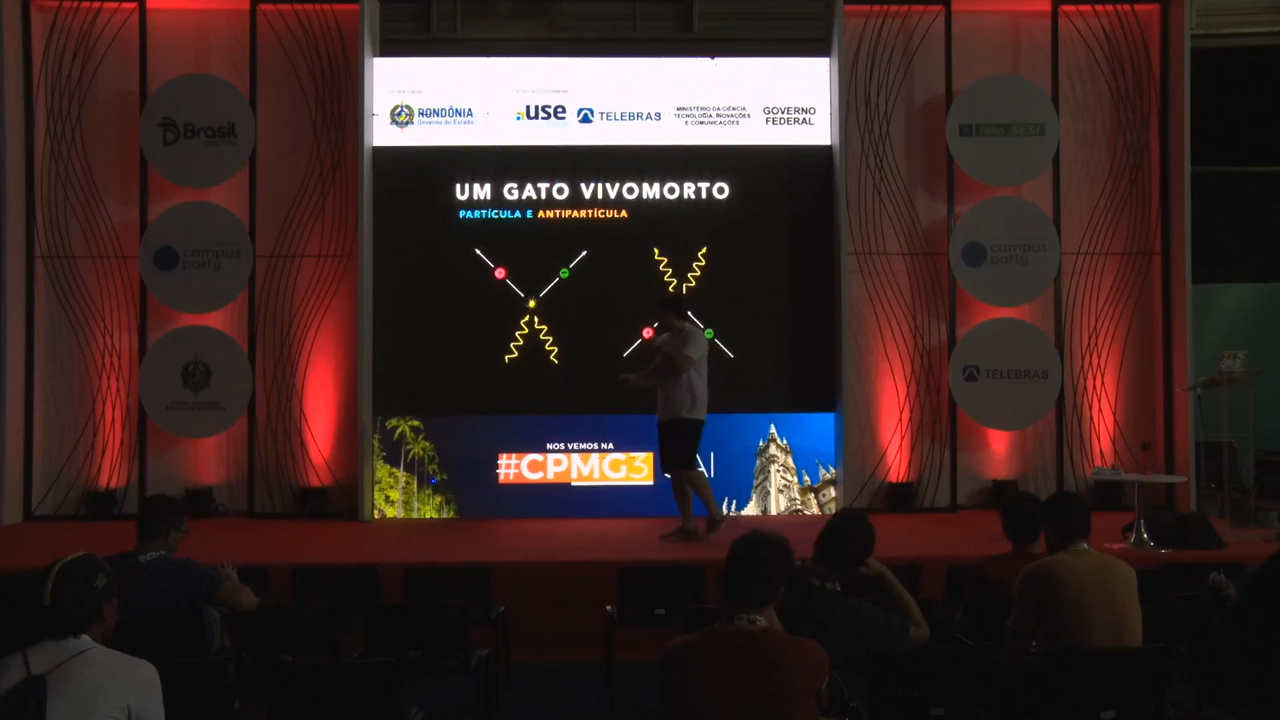 RONDÔNIA
Governo do Estado
use
TELEBRAS
MINISTÉRIO DA CIÊNCIA,
TECNOLOGIA, INOVAÇÕES
E COMUNICAÇÕES
GOVERNO
FEDERAL
UM GATO VIVOMORTO
PARTÍCULA E ANTIPARTÍCULA
NOS VEMOS NA
#CPMG3
Brasil
campus
party
SESI
campus
party
TELEBRAS